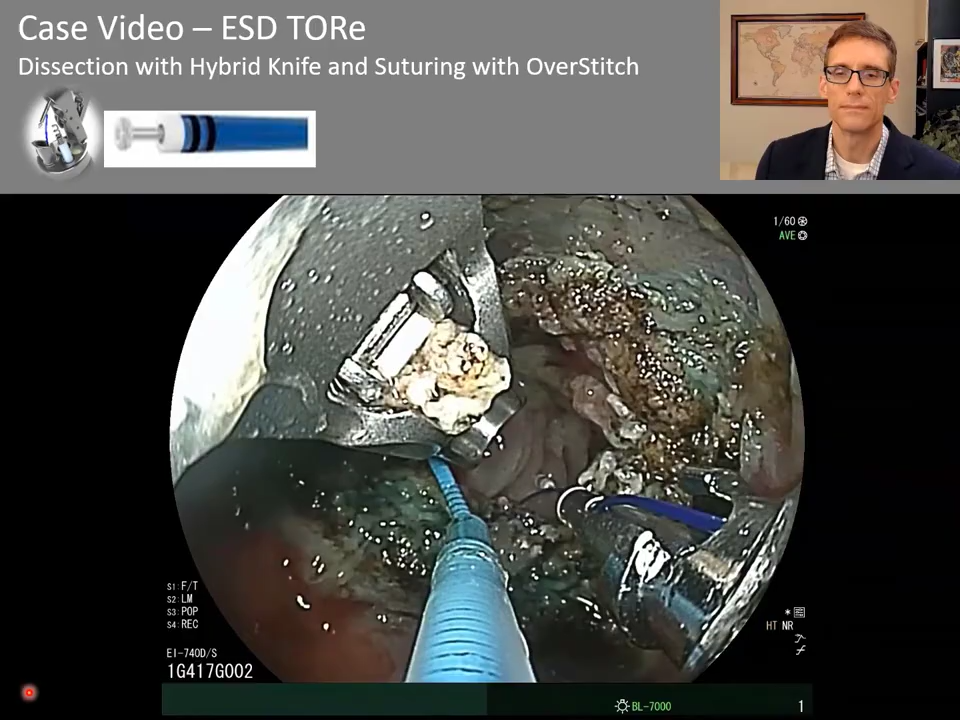 Case Video – ESD TORe
Dissection with Hybrid Knife and Suturing with OverStitch
1/60
AVE
S1: F/T
S2: LM
S3: POP
S4: REC
HT NR
EI-740D/S
1G417G002
BL-7000
1